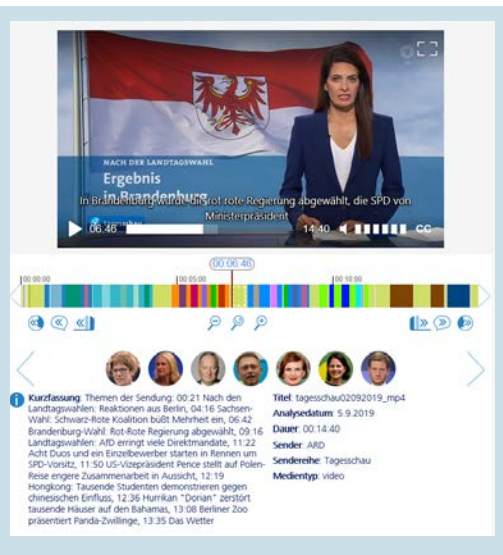 NACH DER LANDTAGSWAHL
Ergebnis
in Brandenburg
In Brandenburg wurde die rot rote Regierung abgewählt, die SPD von
Ministerpräsident
06:46
14:40
CC
00:06:46
00:00:00
00:05:00
00:10:00
Kurzfassung: Themen der Sendung: 00:21 Nach den
Landtagswahlen: Reaktionen aus Berlin, 04:16 Sachsen-
Wahl: Schwarz-Rote Koalition büßt Mehrheit ein, 06:42
Brandenburg-Wahl: Rot-Rote Regierung abgewählt, 09:16
Landtagswahlen: AfD erringt viele Direktmandate, 11:22
Acht Duos und ein Einzelbewerber starten in Rennen um
SPD-Vorsitz, 11:50 US-Vizepräsident Pence stellt auf Polen-
Reise engere Zusammenarbeit in Aussicht, 12:19
Hongkong: Tausende Studenten demonstrieren gegen
chinesischen Einfluss, 12:36 Hurrikan "Dorian" zerstört
tausende Häuser auf den Bahamas, 13:08 Berliner Zoo
präsentiert Panda-Zwillinge, 13:35 Das Wetter
Titel: tagesschau02092019_mp4
Analysedatum: 5.9.2019
Dauer: 00:14:40
Sender: ARD
Sendereihe: Tagesschau
Medientyp: video